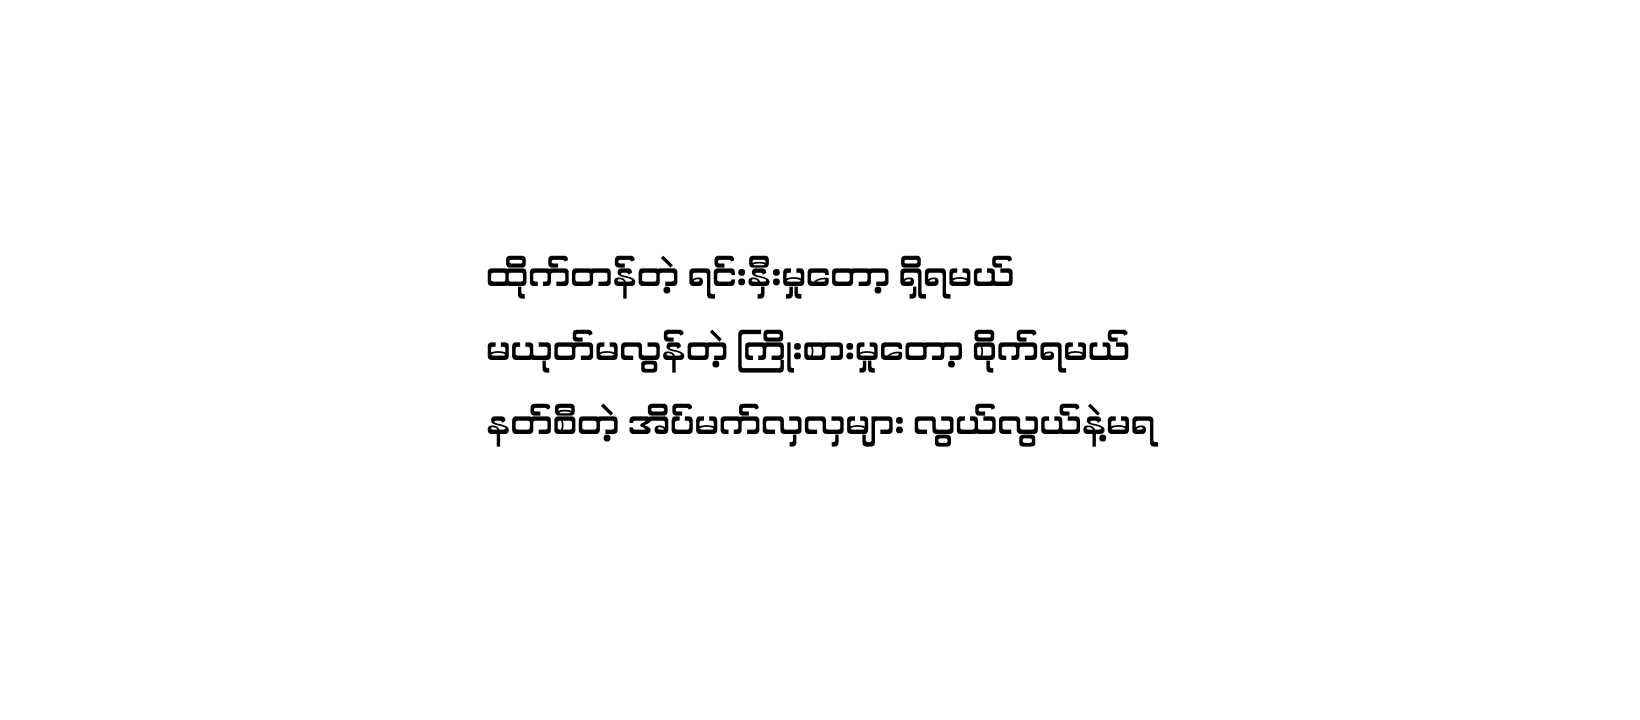 ထိုက်တန်တဲ့ ရင်းနှီးမှုတော့ ရှိရမယ်
မယုတ်မလွန်တဲ့ ကြိုးစားမှုတော့ စိုက်ရမယ်
နတ်စီတဲ့ အိပ်မက်လှလှများ လွယ်လွယ်နဲ့မရ